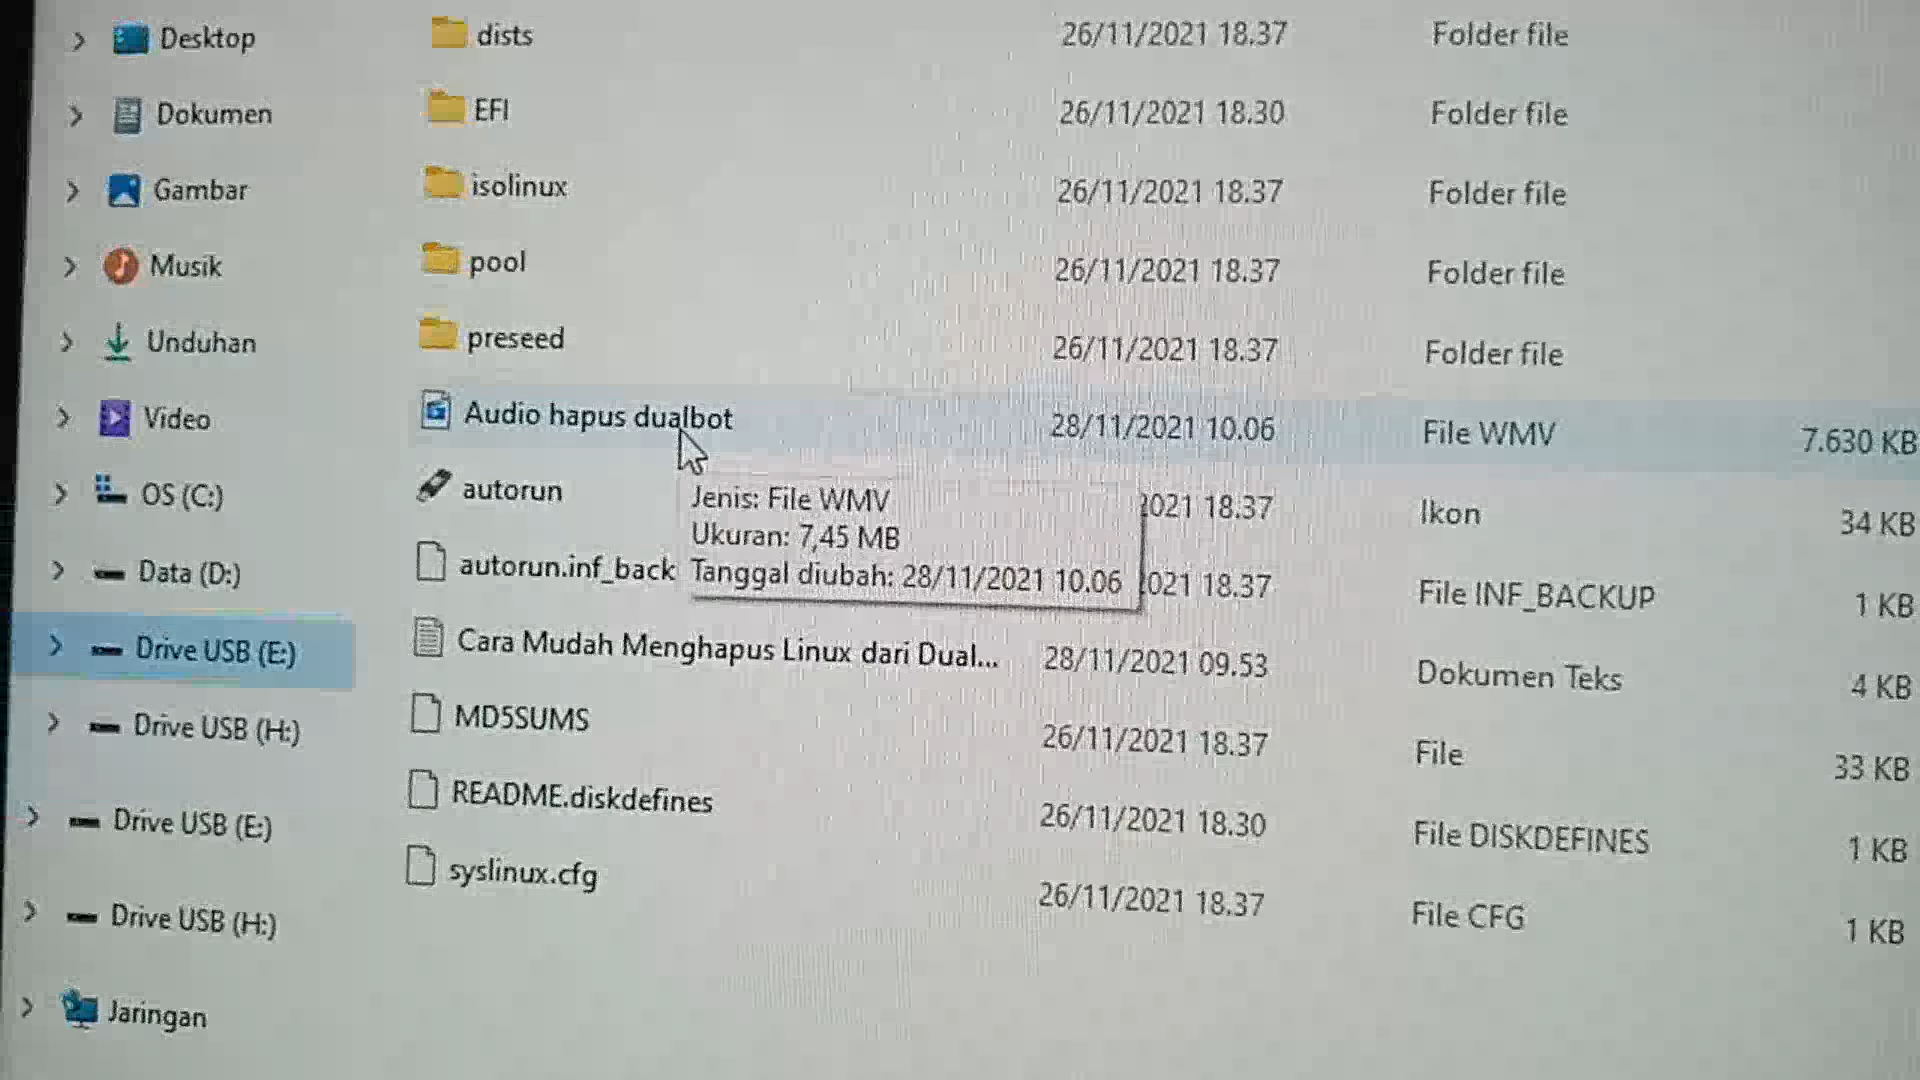 Desktop
Dokumen
Gambar
Musik
Unduhan
Video
OS (C:)
Data (D:)
Drive USB (E:)
Drive USB (H:)
Drive USB (E:)
Drive USB (H:)
Jaringan
dists 26/11/2021 18.37 Folder file
EFI 26/11/2021 18.30 Folder file
isolinux 26/11/2021 18.37 Folder file
pool 26/11/2021 18.37 Folder file
preseed 26/11/2021 18.37 Folder file
Audio hapus dualbot 28/11/2021 10.06 File WMV 7.630 KB
autorun 2021 18.37 Ikon 34 KB
autorun.inf_back 2021 18.37 File INF_BACKUP 1 KB
Jenis: File WMV
Ukuran: 7,45 MB
Tanggal diubah: 28/11/2021 10.06
Cara Mudah Menghapus Linux dari Dual... 28/11/2021 09.53 Dokumen Teks 4 KB
MD5SUMS 26/11/2021 18.37 File 33 KB
README.diskdefines 26/11/2021 18.30 File DISKDEFINES 1 KB
syslinux.cfg 26/11/2021 18.37 File CFG 1 KB